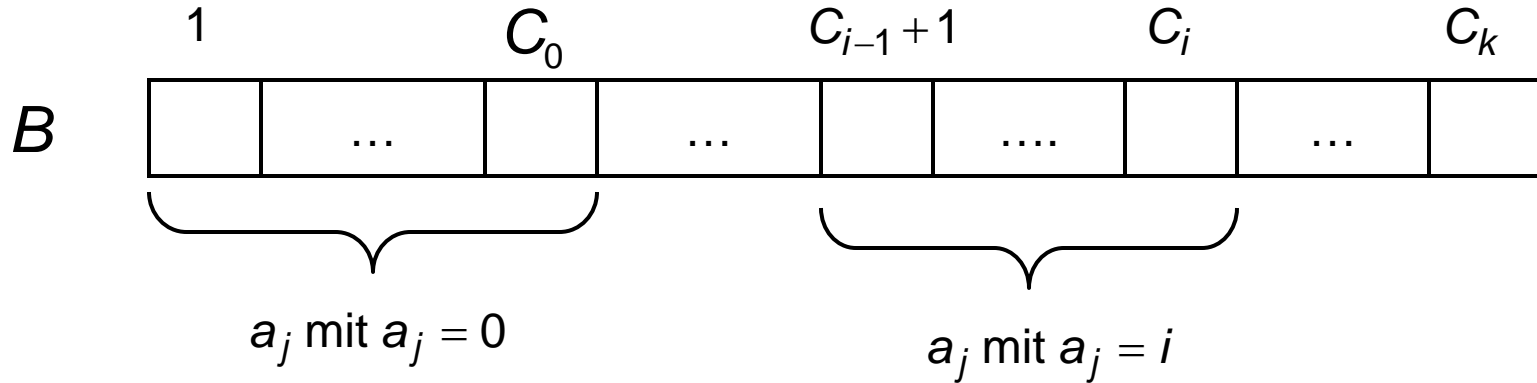 1 C₀ Cᵢ₋₁ + 1 Cᵢ Cₖ
B ... ... .... ...
aⱼ mit aⱼ = 0 aⱼ mit aⱼ = i